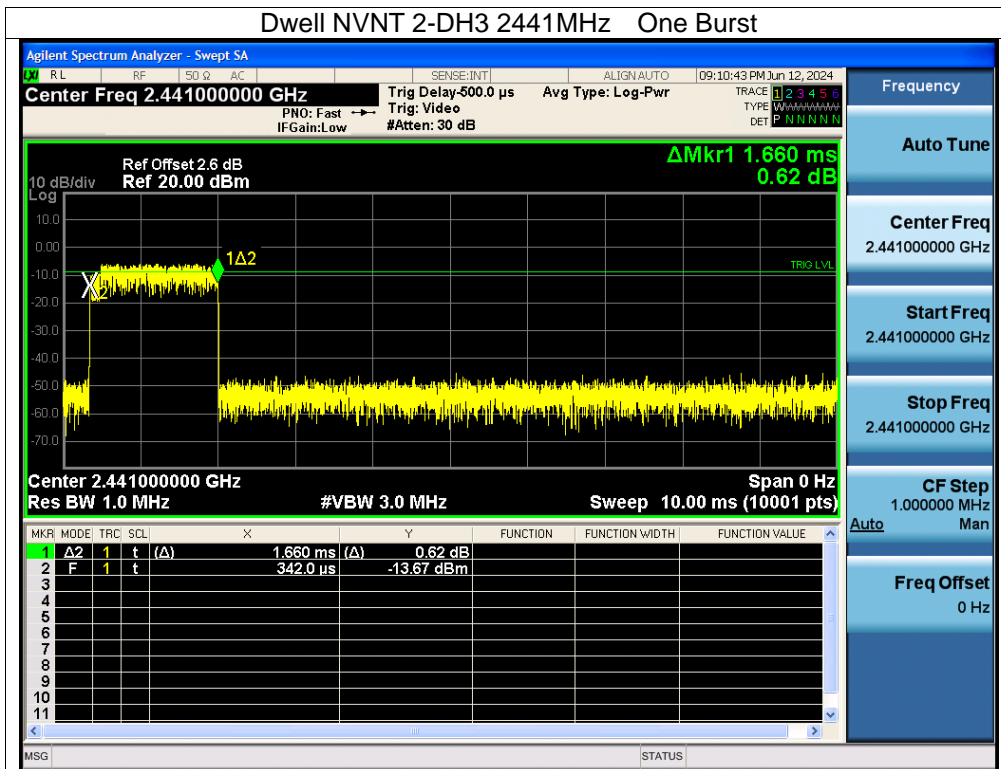 Dwell NVNT 2-DH3 2441MHz One Burst
Agilent Spectrum Analyzer - Swept SA
LXI RL RF 50 Ω AC SENSE:INT ALIGN AUTO 09:10:43 PM Jun 12, 2024
Center Freq 2.441000000 GHz Trig Delay-500.0 µs Avg Type: Log-Pwr TRACE 1 2 3 4 5 6
PNO: Fast Trig: Video TYPE WWWWWW
IFGain:Low #Atten: 30 dB DET P N N N N N
Frequency
Auto Tune
Center Freq
2.441000000 GHz
Start Freq
2.441000000 GHz
Stop Freq
2.441000000 GHz
CF Step
1.000000 MHz
Auto Man
Freq Offset
0 Hz
ΔMkr1 1.660 ms
0.62 dB
Ref Offset 2.6 dB
10 dB/div Ref 20.00 dBm
Log
10.0
0.00
-10.0
-20.0
-30.0
-40.0
-50.0
-60.0
-70.0
1Δ2
2
TRIG LVL
Center 2.441000000 GHz Span 0 Hz
Res BW 1.0 MHz #VBW 3.0 MHz Sweep 10.00 ms (10001 pts)
MKR MODE TRC SCL X Y FUNCTION FUNCTION WIDTH FUNCTION VALUE
1 Δ2 1 t (Δ) 1.660 ms (Δ) 0.62 dB
2 F 1 t 342.0 µs -13.67 dBm
3
4
5
6
7
8
9
10
11
MSG STATUS